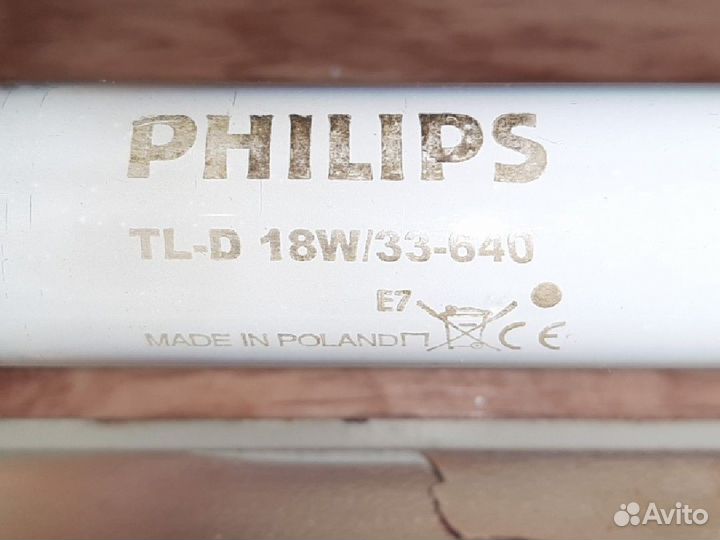 PHILIPS
TL-D 18W/33-640
E7
MADE IN POLAND CE
Avito